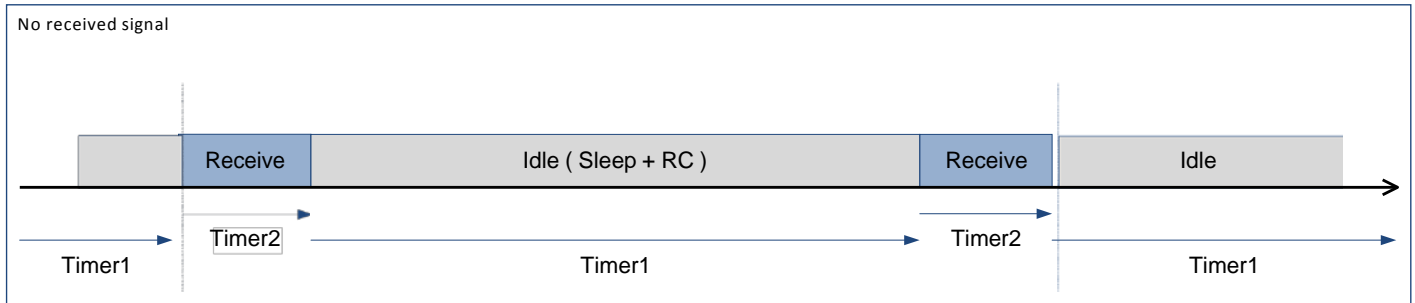 No received signal
Receive
Idle ( Sleep + RC )
Receive
Idle
Timer2
Timer2
Timer1
Timer1
Timer1